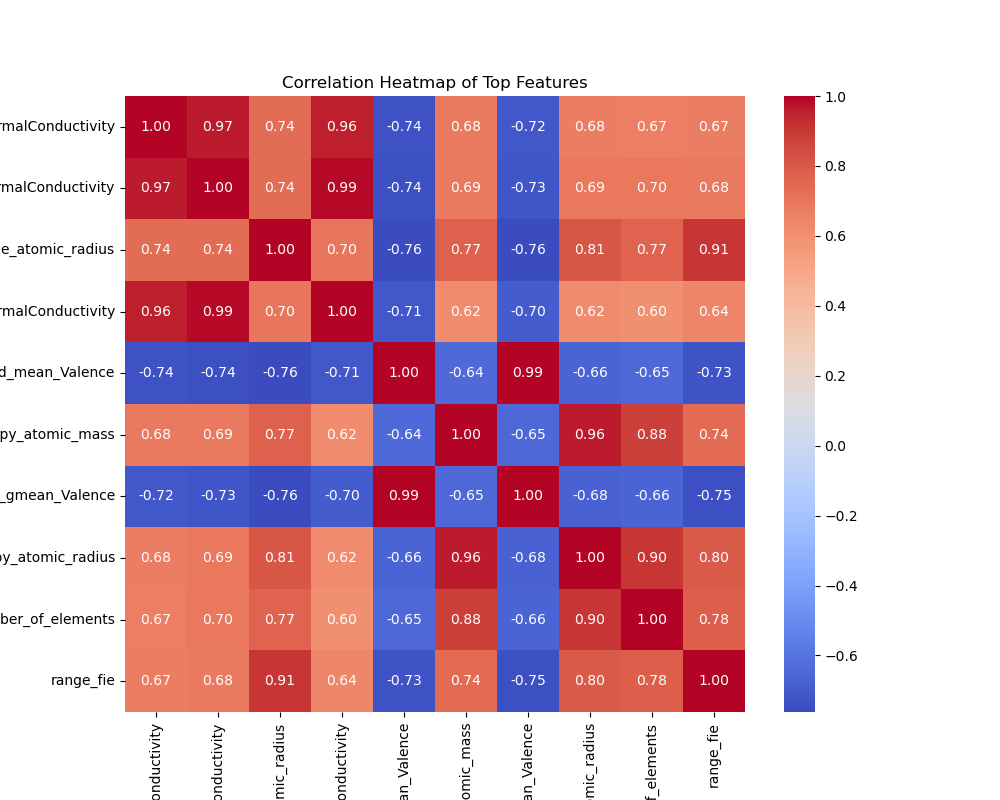 Correlation Heatmap of Top Features
rmalConductivity 1.00 0.97 0.74 0.96 -0.74 0.68 -0.72 0.68 0.67 0.67
rmalConductivity 0.97 1.00 0.74 0.99 -0.74 0.69 -0.73 0.69 0.70 0.68
e_atomic_radius 0.74 0.74 1.00 0.70 -0.76 0.77 -0.76 0.81 0.77 0.91
rmalConductivity 0.96 0.99 0.70 1.00 -0.71 0.62 -0.70 0.62 0.60 0.64
d_mean_Valence -0.74 -0.74 -0.76 -0.71 1.00 -0.64 0.99 -0.66 -0.65 -0.73
py_atomic_mass 0.68 0.69 0.77 0.62 -0.64 1.00 -0.65 0.96 0.88 0.74
_gmean_Valence -0.72 -0.73 -0.76 -0.70 0.99 -0.65 1.00 -0.68 -0.66 -0.75
py_atomic_radius 0.68 0.69 0.81 0.62 -0.66 0.96 -0.68 1.00 0.90 0.80
ber_of_elements 0.67 0.70 0.77 0.60 -0.65 0.88 -0.66 0.90 1.00 0.78
range_fie 0.67 0.68 0.91 0.64 -0.73 0.74 -0.75 0.80 0.78 1.00
onductivity
onductivity
mic_radius
onductivity
an_Valence
omic_mass
an_Valence
omic_radius
f_elements
range_fie
1.0
0.8
0.6
0.4
0.2
0.0
−0.2
−0.4
−0.6